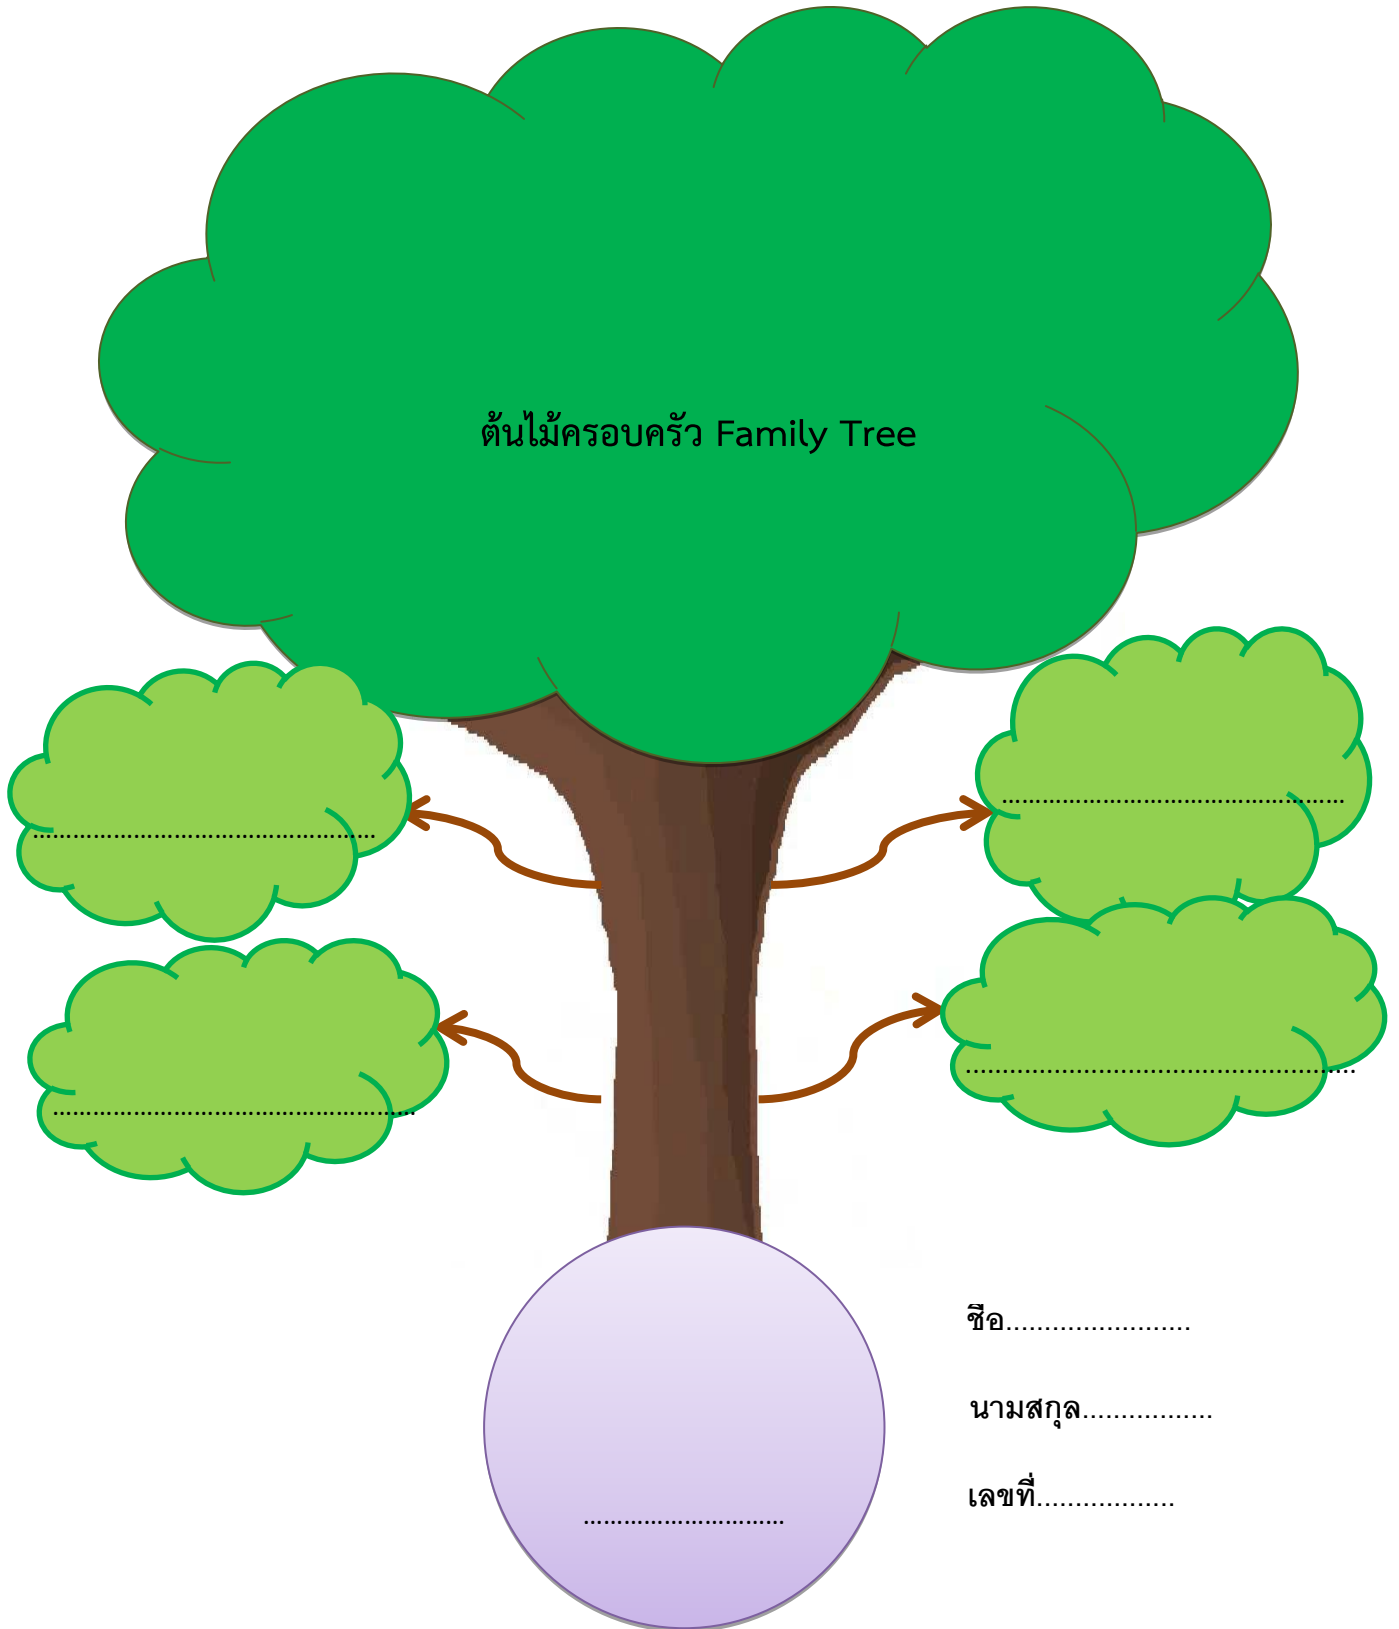 ต้นไม้ครอบครัว Family Tree
...................................................
...................................................
......................................................
..........................................................
..............................
ชื่อ........................
นามสกุล.................
เลขที่..................